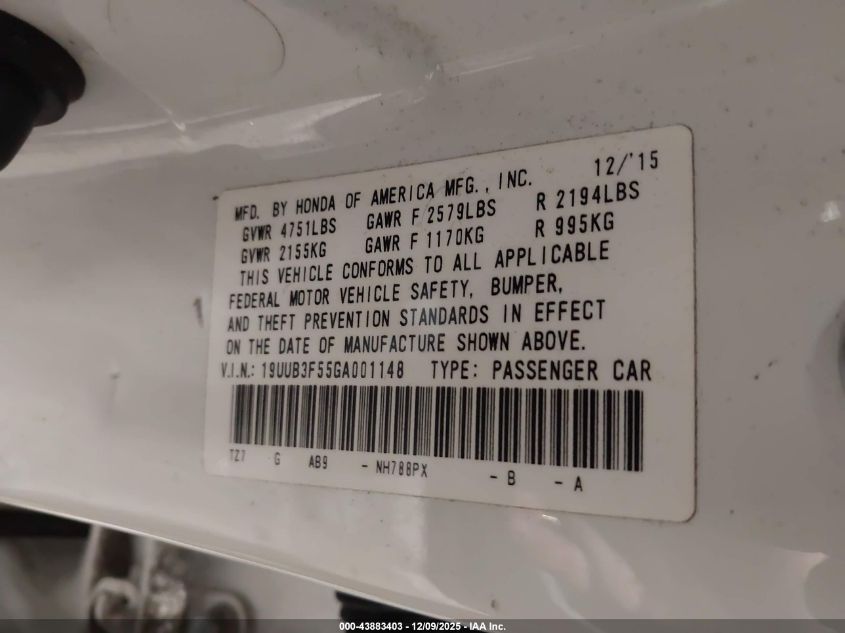 12/'15
MFD. BY HONDA OF AMERICA MFG., INC.
GVWR 4751LBS GAWR F 2579LBS R 2194LBS
GVWR 2155KG GAWR F 1170KG R 995KG
THIS VEHICLE CONFORMS TO ALL APPLICABLE
FEDERAL MOTOR VEHICLE SAFETY, BUMPER,
AND THEFT PREVENTION STANDARDS IN EFFECT
ON THE DATE OF MANUFACTURE SHOWN ABOVE.
V.I.N.: 19UUB3F55GA001148 TYPE: PASSENGER CAR
TZ7 G AB9 - NH788PX - B - A
000-43883403 - 12/09/2025 - IAA Inc.